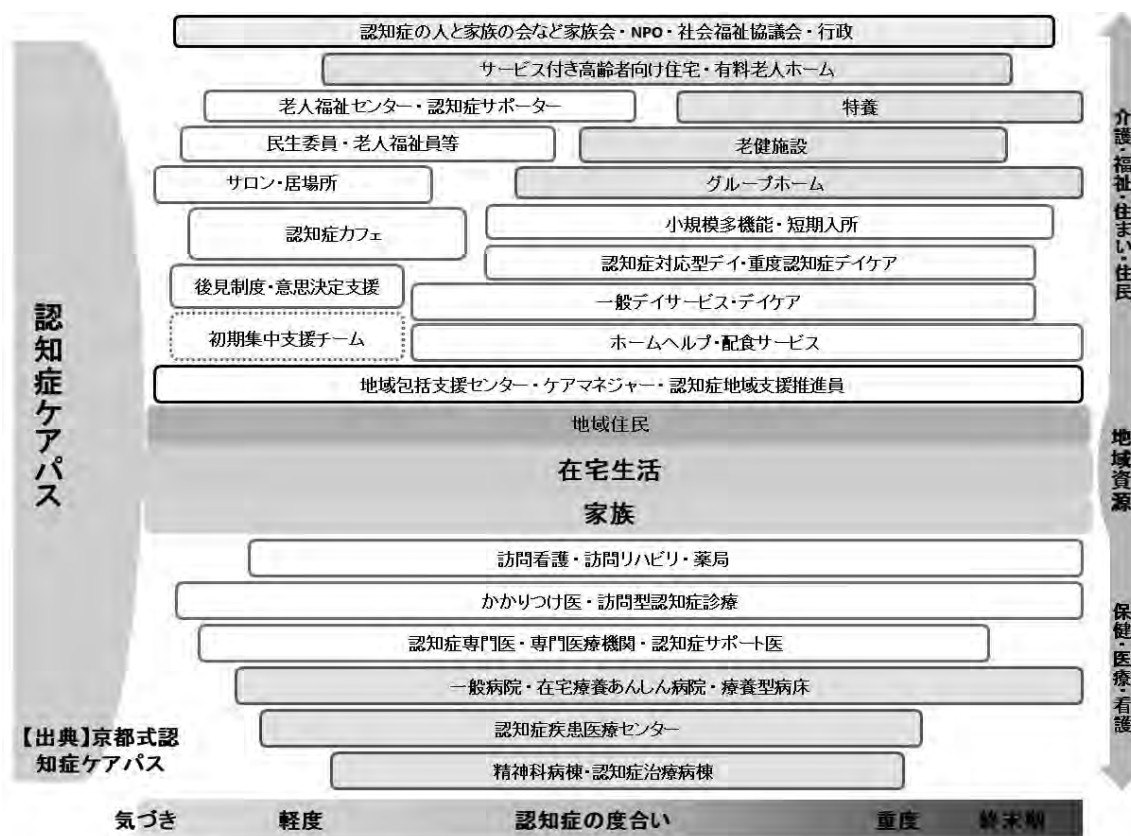 認知症の人と家族の会など家族会・NPO・社会福祉協議会・行政
サービス付き高齢者向け住宅・有料老人ホーム
老人福祉センター・認知症サポーター
特養
民生委員・老人福祉員等
老健施設
サロン・居場所
グループホーム
認知症カフェ
小規模多機能・短期入所
認知症対応型デイ・重度認知症デイケア
後見制度・意思決定支援
一般デイサービス・デイケア
初期集中支援チーム
ホームヘルプ・配食サービス
地域包括支援センター・ケアマネジャー・認知症地域支援推進員
地域住民
在宅生活
家族
訪問看護・訪問リハビリ・薬局
かかりつけ医・訪問型認知症診療
認知症専門医・専門医療機関・認知症サポート医
一般病院・在宅療養あんしん病院・療養型病床
認知症疾患医療センター
精神科病棟・認知症治療病棟
認知症ケアパス
【出典】京都式認
知症ケアパス
介護・福祉・住まい・住民
地域資源
保健・医療・看護
気づき
軽度
認知症の度合い
重度
終末期